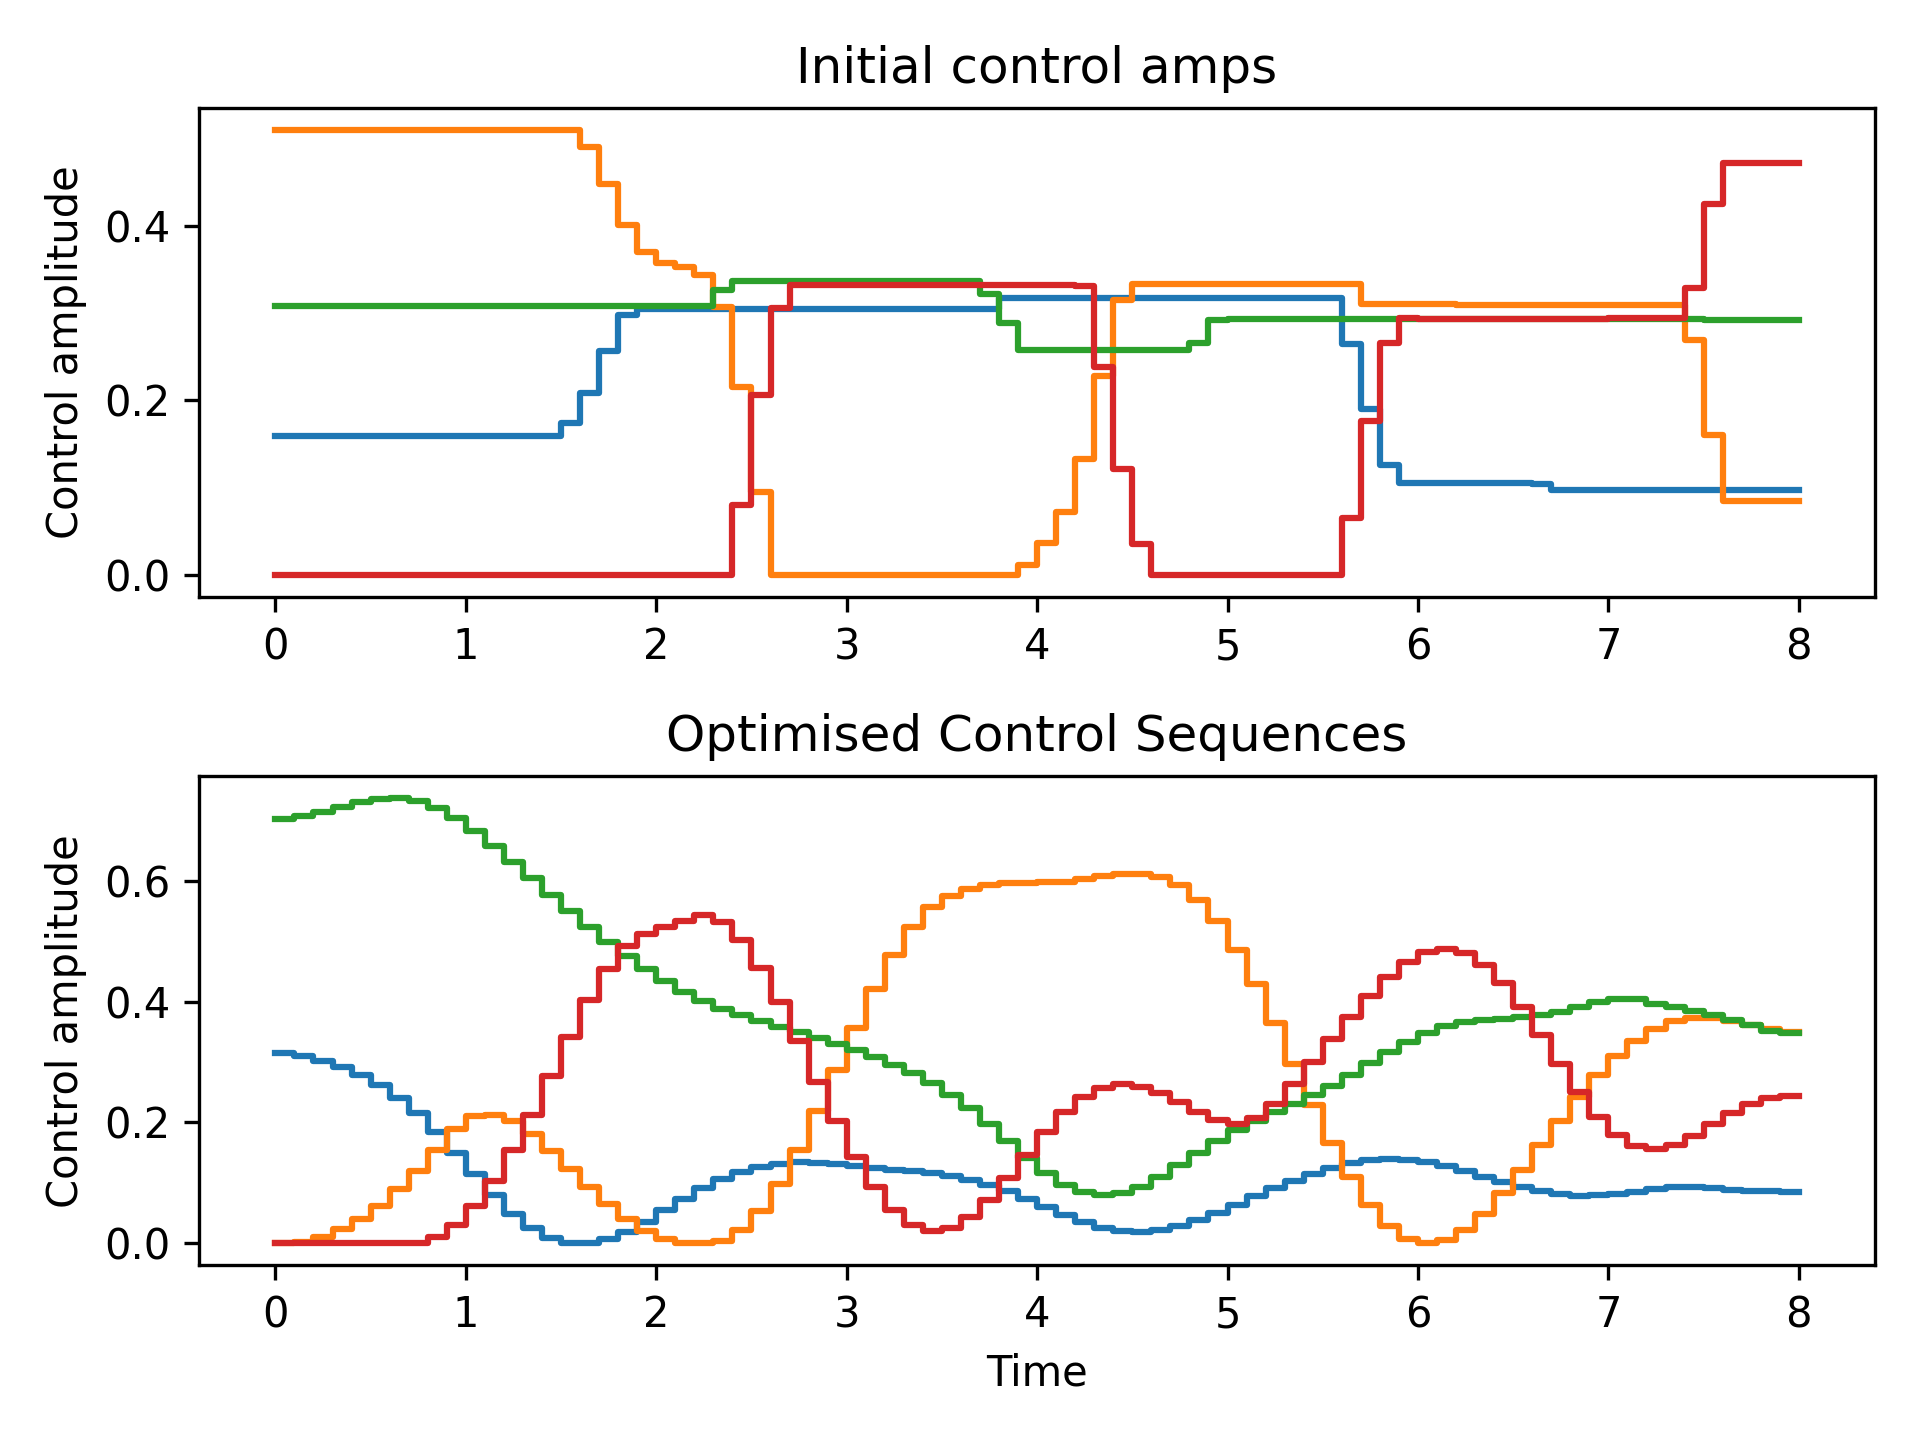 Initial control amps
Control amplitude
0.4
0.2
0.0
0 1 2 3 4 5 6 7 8
Optimised Control Sequences
Control amplitude
0.6
0.4
0.2
0.0
0 1 2 3 4 5 6 7 8
Time